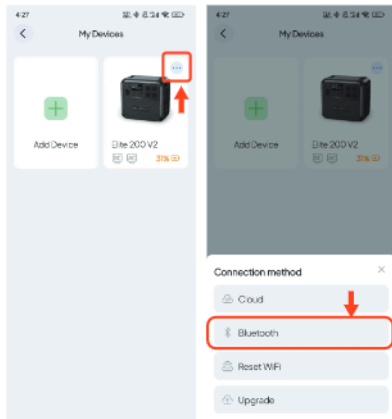 4:27
My Devices
Add Device
Elite 200 V2
31%
4:27
My Devices
Add Device
Elite 200 V2
31%
Connection method
Cloud
Bluetooth
Reset WiFi
Upgrade